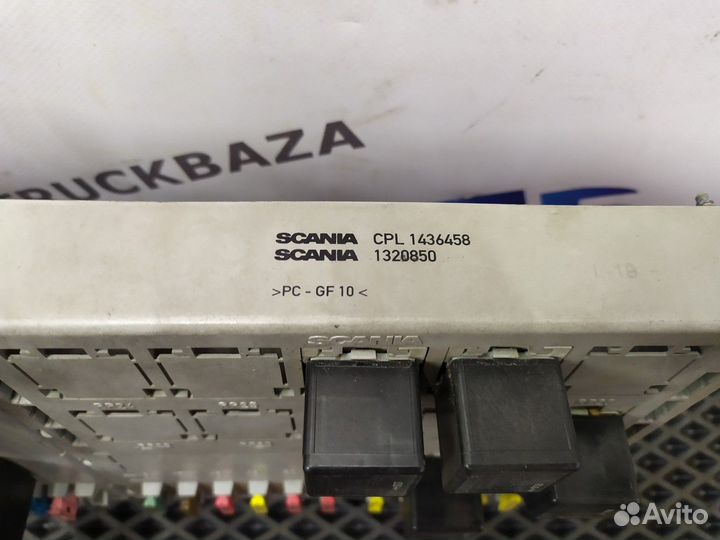 TRUCKBAZA
SCANIA CPL 1436458
SCANIA 1320850
>PC - GF 10<
SCANIA
Avito